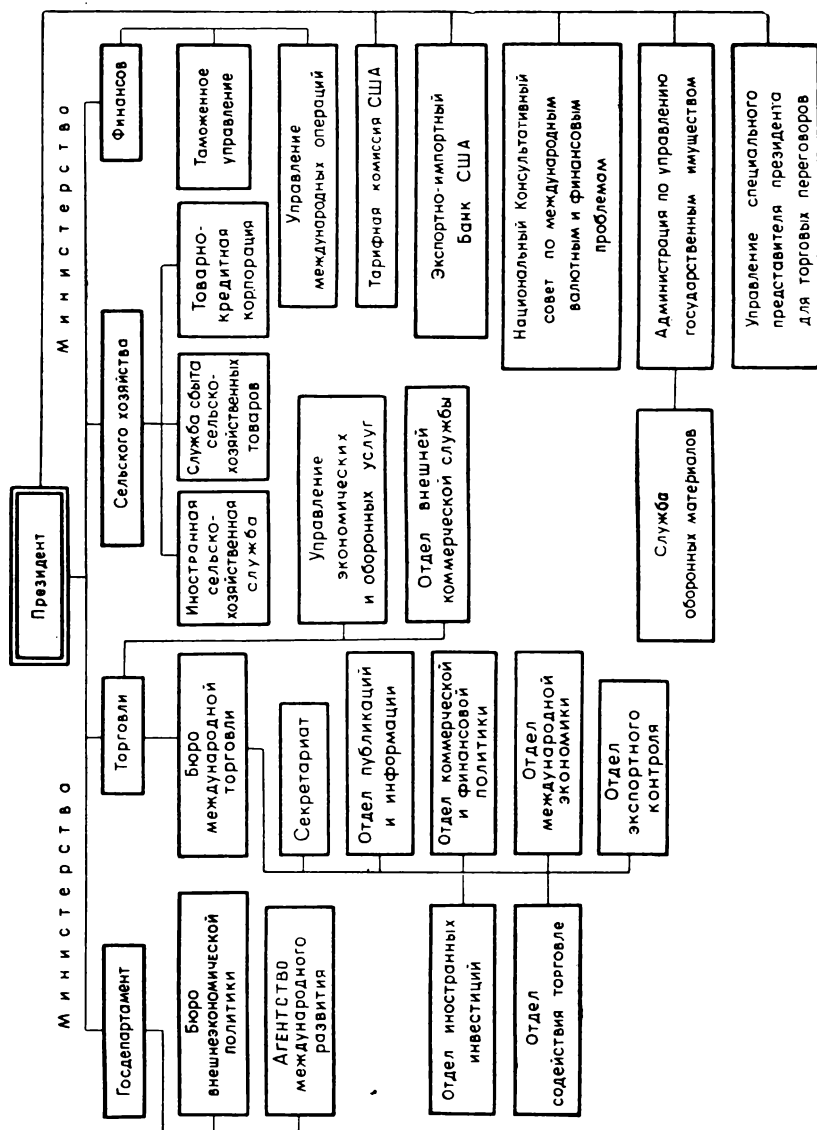 Президент
Министерство
Министерство
Госдепартамент
Торговли
Сельского хозяйства
Финансов
Бюро
внешнеэкономической
политики
Агентство
международного
развития
Бюро
международной
торговли
Секретариат
Отдел публикаций
и информации
Отдел коммерческой
и финансовой
политики
Отдел
международной
экономики
Отдел
экспортного
контроля
Отдел иностранных
инвестиций
Отдел
содействия торговле
Управление
экономических
и оборонных услуг
Отдел внешней
коммерческой службы
Иностранная
сельско-
хозяйственная
служба
Служба сбыта
сельско-
хозяйственных
товаров
Товарно-
кредитная
корпорация
Таможенное
управление
Управление
международных операций
Тарифная комиссия США
Экспортно-импортный
Банк США
Национальный Консультативный
совет по международным
валютным и финансовым
проблемам
Администрация по управлению
государственным имуществом
Служба
оборонных материалов
Управление специального
представителя президента
для торговых переговоров